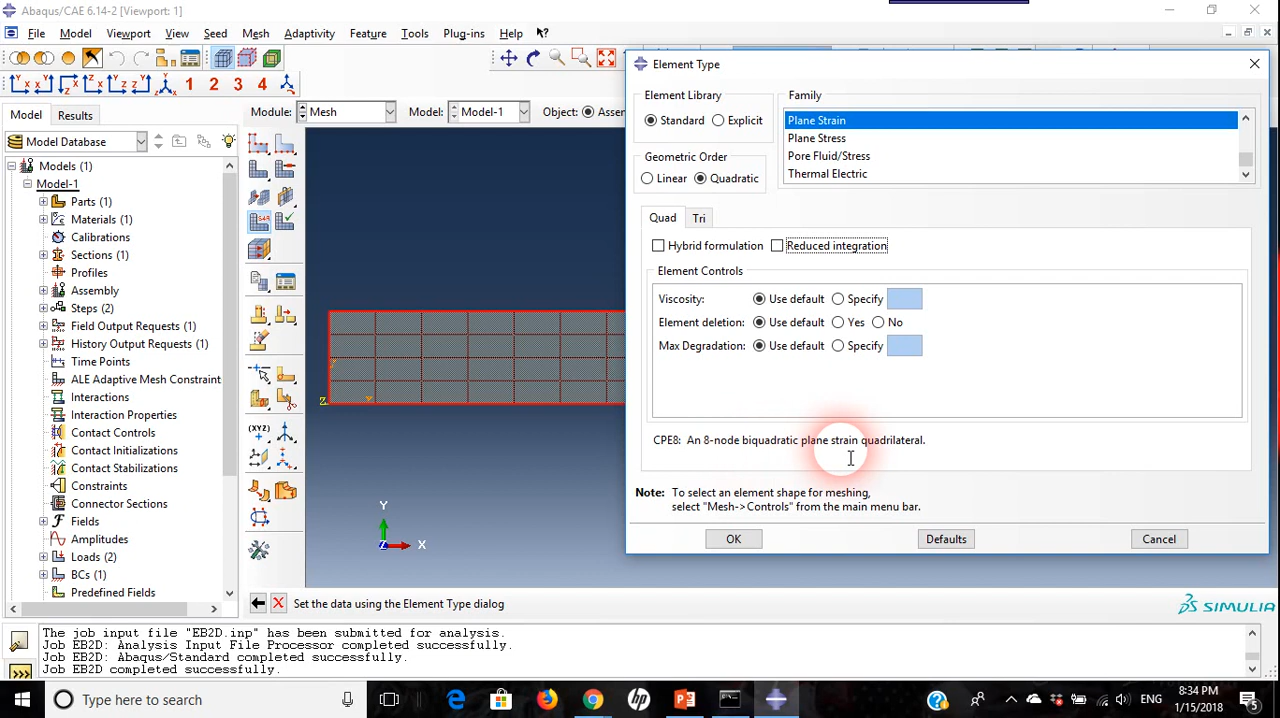 Abaqus/CAE 6.14-2 [Viewport: 1]
File Model Viewport View Seed Mesh Adaptivity Feature Tools Plug-ins Help
1 2 3 4
Model Results
Module: Mesh Model: Model-1 Object: Assem
Model Database
Models (1)
Model-1
Parts (1)
Materials (1)
Calibrations
Sections (1)
Profiles
Assembly
Steps (2)
Field Output Requests (1)
History Output Requests (1)
Time Points
ALE Adaptive Mesh Constraint
Interactions
Interaction Properties
Contact Controls
Contact Initializations
Contact Stabilizations
Constraints
Connector Sections
Fields
Amplitudes
Loads (2)
BCs (1)
Predefined Fields
Y
Z X
Z
Element Type
Element Library
Standard Explicit
Geometric Order
Linear Quadratic
Family
Plane Strain
Plane Stress
Pore Fluid/Stress
Thermal Electric
Quad Tri
Hybrid formulation Reduced integration
Element Controls
Viscosity: Use default Specify
Element deletion: Use default Yes No
Max Degradation: Use default Specify
CPE8: An 8-node biquadratic plane strain quadrilateral.
Note: To select an element shape for meshing,
select "Mesh->Controls" from the main menu bar.
OK Defaults Cancel
Set the data using the Element Type dialog
SIMULIA
The job input file "EB2D.inp" has been submitted for analysis.
Job EB2D: Analysis Input File Processor completed successfully.
Job EB2D: Abaqus/Standard completed successfully.
Job EB2D completed successfully.
>>>
Type here to search
ENG
8:34 PM
1/15/2018